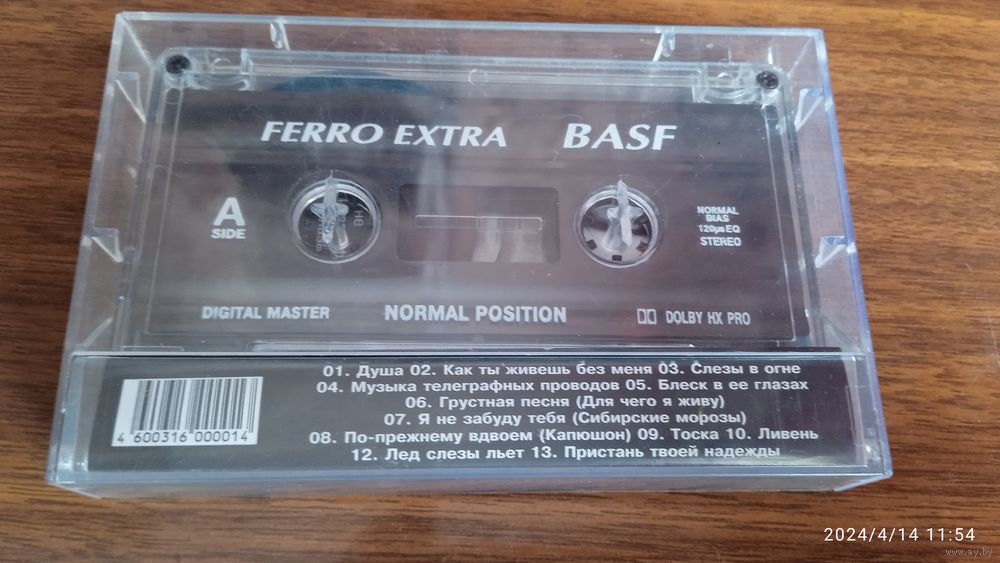 FERRO EXTRA BASF
A
SIDE
NORMAL
BIAS
120µs EQ
STEREO
DIGITAL MASTER NORMAL POSITION DOLBY HX PRO
01. Душа 02. Как ты живешь без меня 03. Слезы в огне
04. Музыка телеграфных проводов 05. Блеск в ее глазах
06. Грустная песня (Для чего я живу)
07. Я не забуду тебя (Сибирские морозы)
08. По-прежнему вдвоем (Капюшон) 09. Тоска 10. Ливень
12. Лед слезы льет 13. Пристань твоей надежды
4 600316 000014
2024/4/14 11:54
www.ay.by